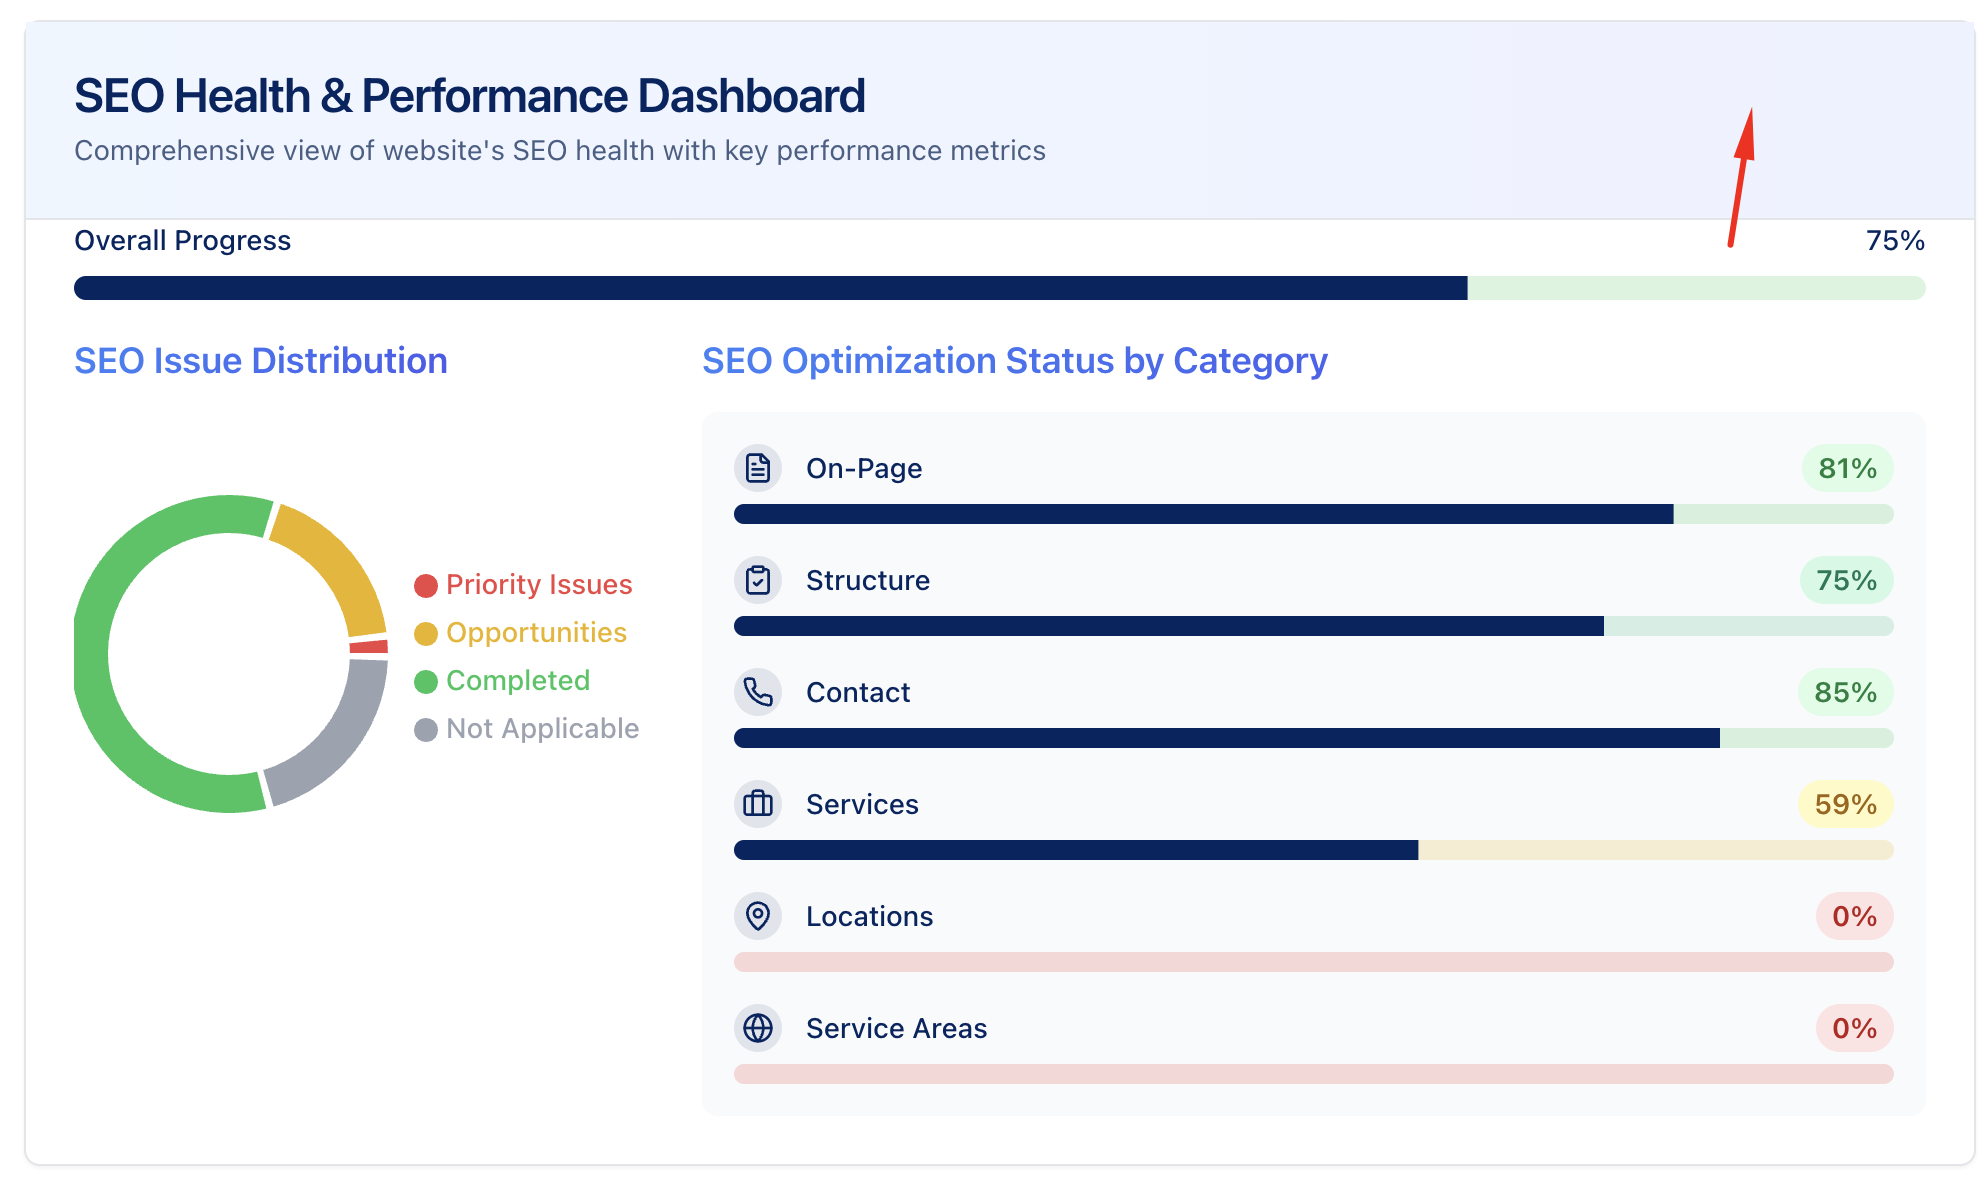 SEO Health & Performance Dashboard
Comprehensive view of website's SEO health with key performance metrics
Overall Progress 75%
SEO Issue Distribution
Priority Issues
Opportunities
Completed
Not Applicable
SEO Optimization Status by Category
On-Page 81%
Structure 75%
Contact 85%
Services 59%
Locations 0%
Service Areas 0%